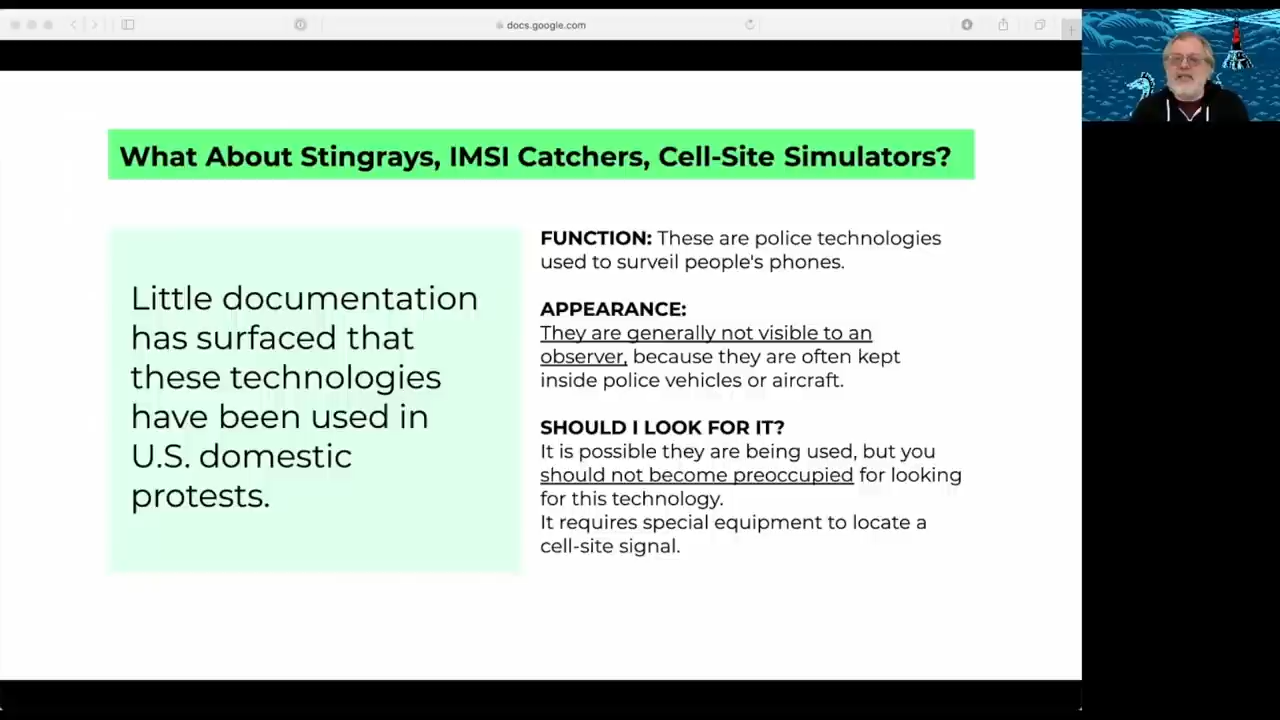 docs.google.com
What About Stingrays, IMSI Catchers, Cell-Site Simulators?
Little documentation
has surfaced that
these technologies
have been used in
U.S. domestic
protests.
FUNCTION: These are police technologies
used to surveil people's phones.
APPEARANCE:
They are generally not visible to an
observer, because they are often kept
inside police vehicles or aircraft.
SHOULD I LOOK FOR IT?
It is possible they are being used, but you
should not become preoccupied for looking
for this technology.
It requires special equipment to locate a
cell-site signal.